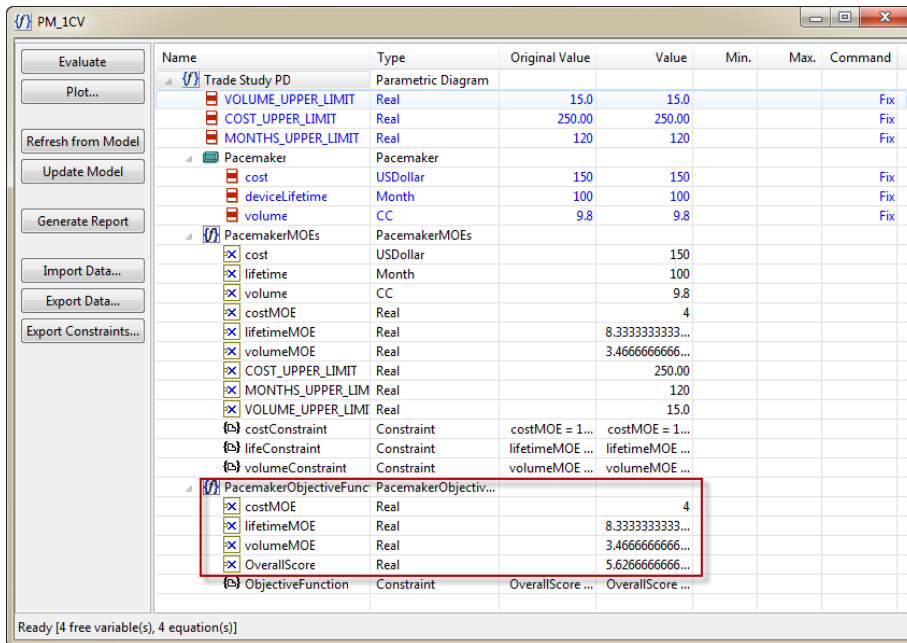 {f} PM_1CV
Evaluate
Plot...
Refresh from Model
Update Model
Generate Report
Import Data...
Export Data...
Export Constraints...
Name Type Original Value Value Min. Max. Command
{f} Trade Study PD Parametric Diagram
VOLUME_UPPER_LIMIT Real 15.0 15.0 Fix
COST_UPPER_LIMIT Real 250.00 250.00 Fix
MONTHS_UPPER_LIMIT Real 120 120 Fix
Pacemaker Pacemaker
cost USDollar 150 150 Fix
deviceLifetime Month 100 100 Fix
volume CC 9.8 9.8 Fix
{f} PacemakerMOEs PacemakerMOEs
cost USDollar 150
lifetime Month 100
volume CC 9.8
costMOE Real 4
lifetimeMOE Real 8.3333333333...
volumeMOE Real 3.4666666666...
COST_UPPER_LIMIT Real 250.00
MONTHS_UPPER_LIM Real 120
VOLUME_UPPER_LIMI Real 15.0
costConstraint Constraint costMOE = 1... costMOE = 1...
lifeConstraint Constraint lifetimeMOE ... lifetimeMOE ...
volumeConstraint Constraint volumeMOE ... volumeMOE ...
{f} PacemakerObjectiveFunc PacemakerObjectiv...
costMOE Real 4
lifetimeMOE Real 8.3333333333...
volumeMOE Real 3.4666666666...
OverallScore Real 5.6266666666...
ObjectiveFunction Constraint OverallScore ... OverallScore ...
Ready [4 free variable(s), 4 equation(s)]